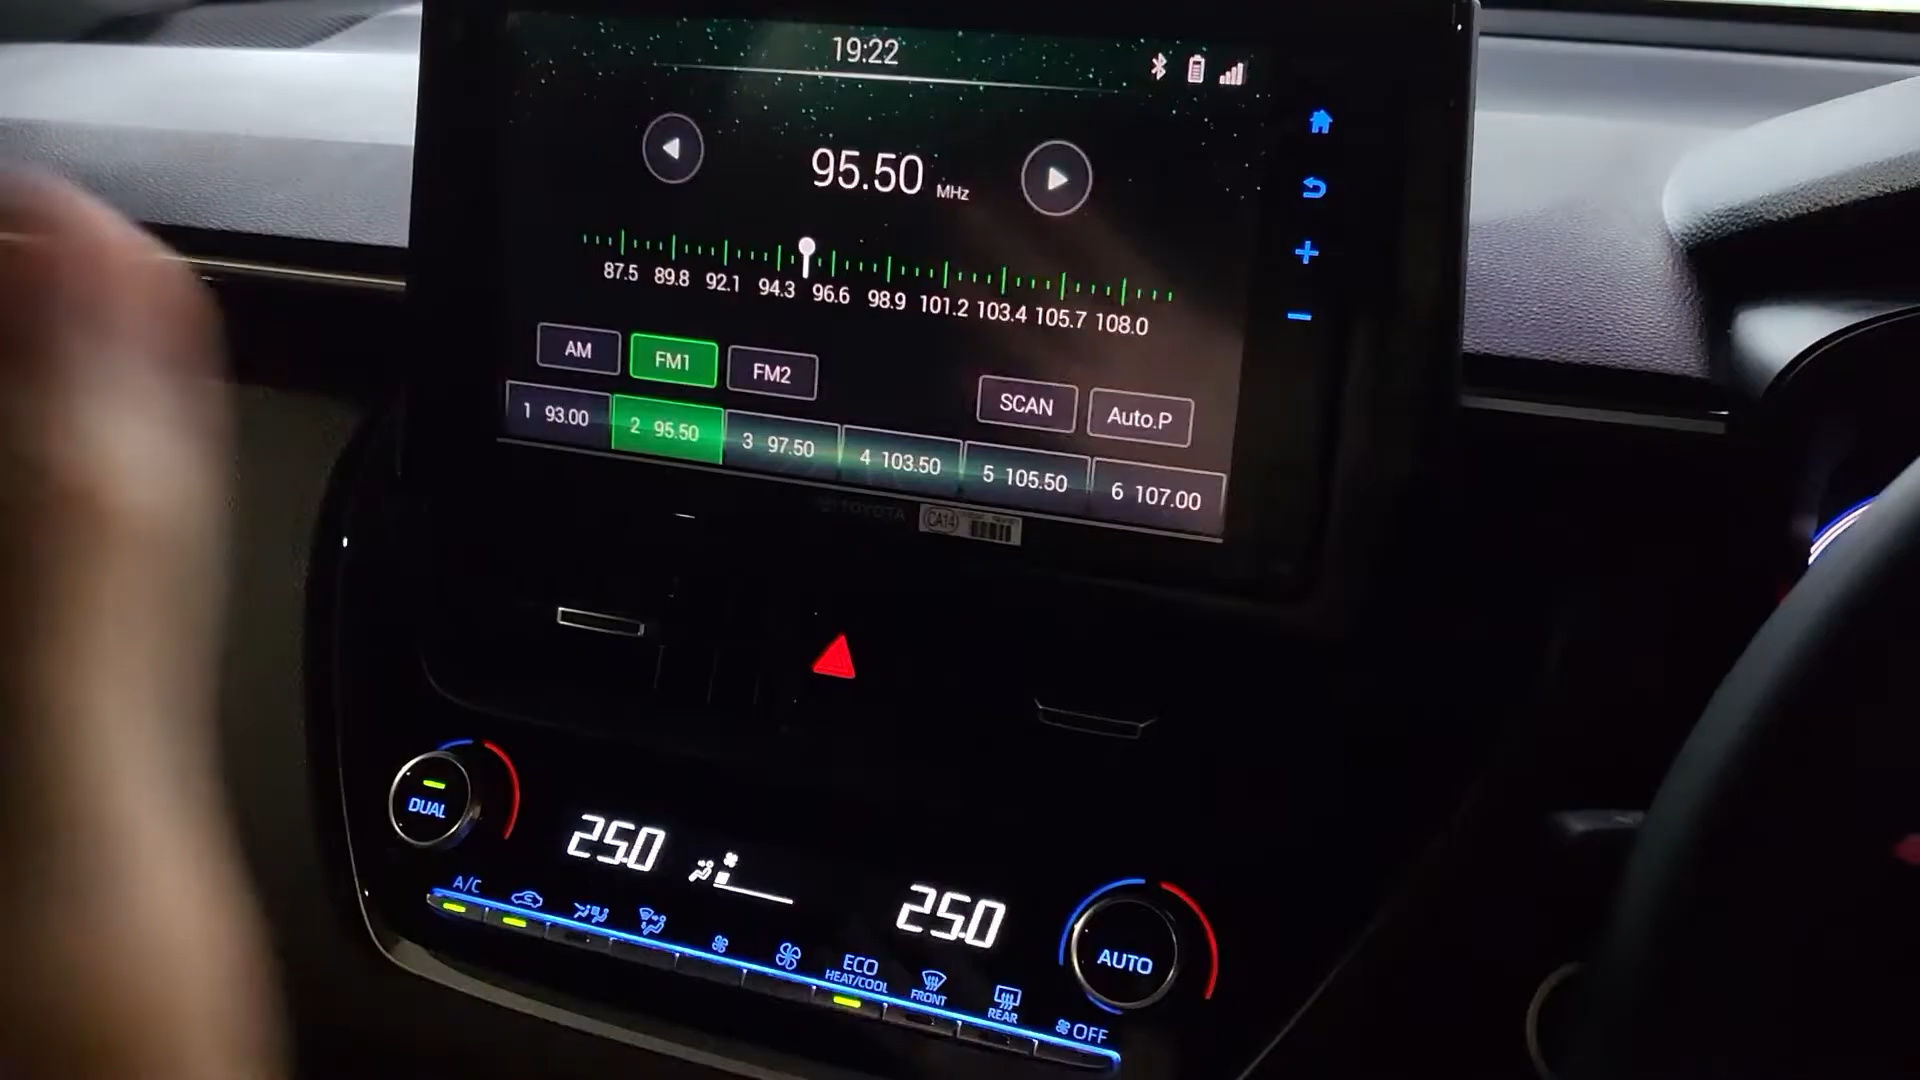 19:22
95.50 MHz
87.5 89.8 92.1 94.3 96.6 98.9 101.2 103.4 105.7 108.0
AM FM1 FM2 SCAN Auto.P
1 93.00 2 95.50 3 97.50 4 103.50 5 105.50 6 107.00
TOYOTA CA14
DUAL
25.0
25.0
AUTO
A/C
ECO HEAT/COOL
FRONT
REAR
OFF